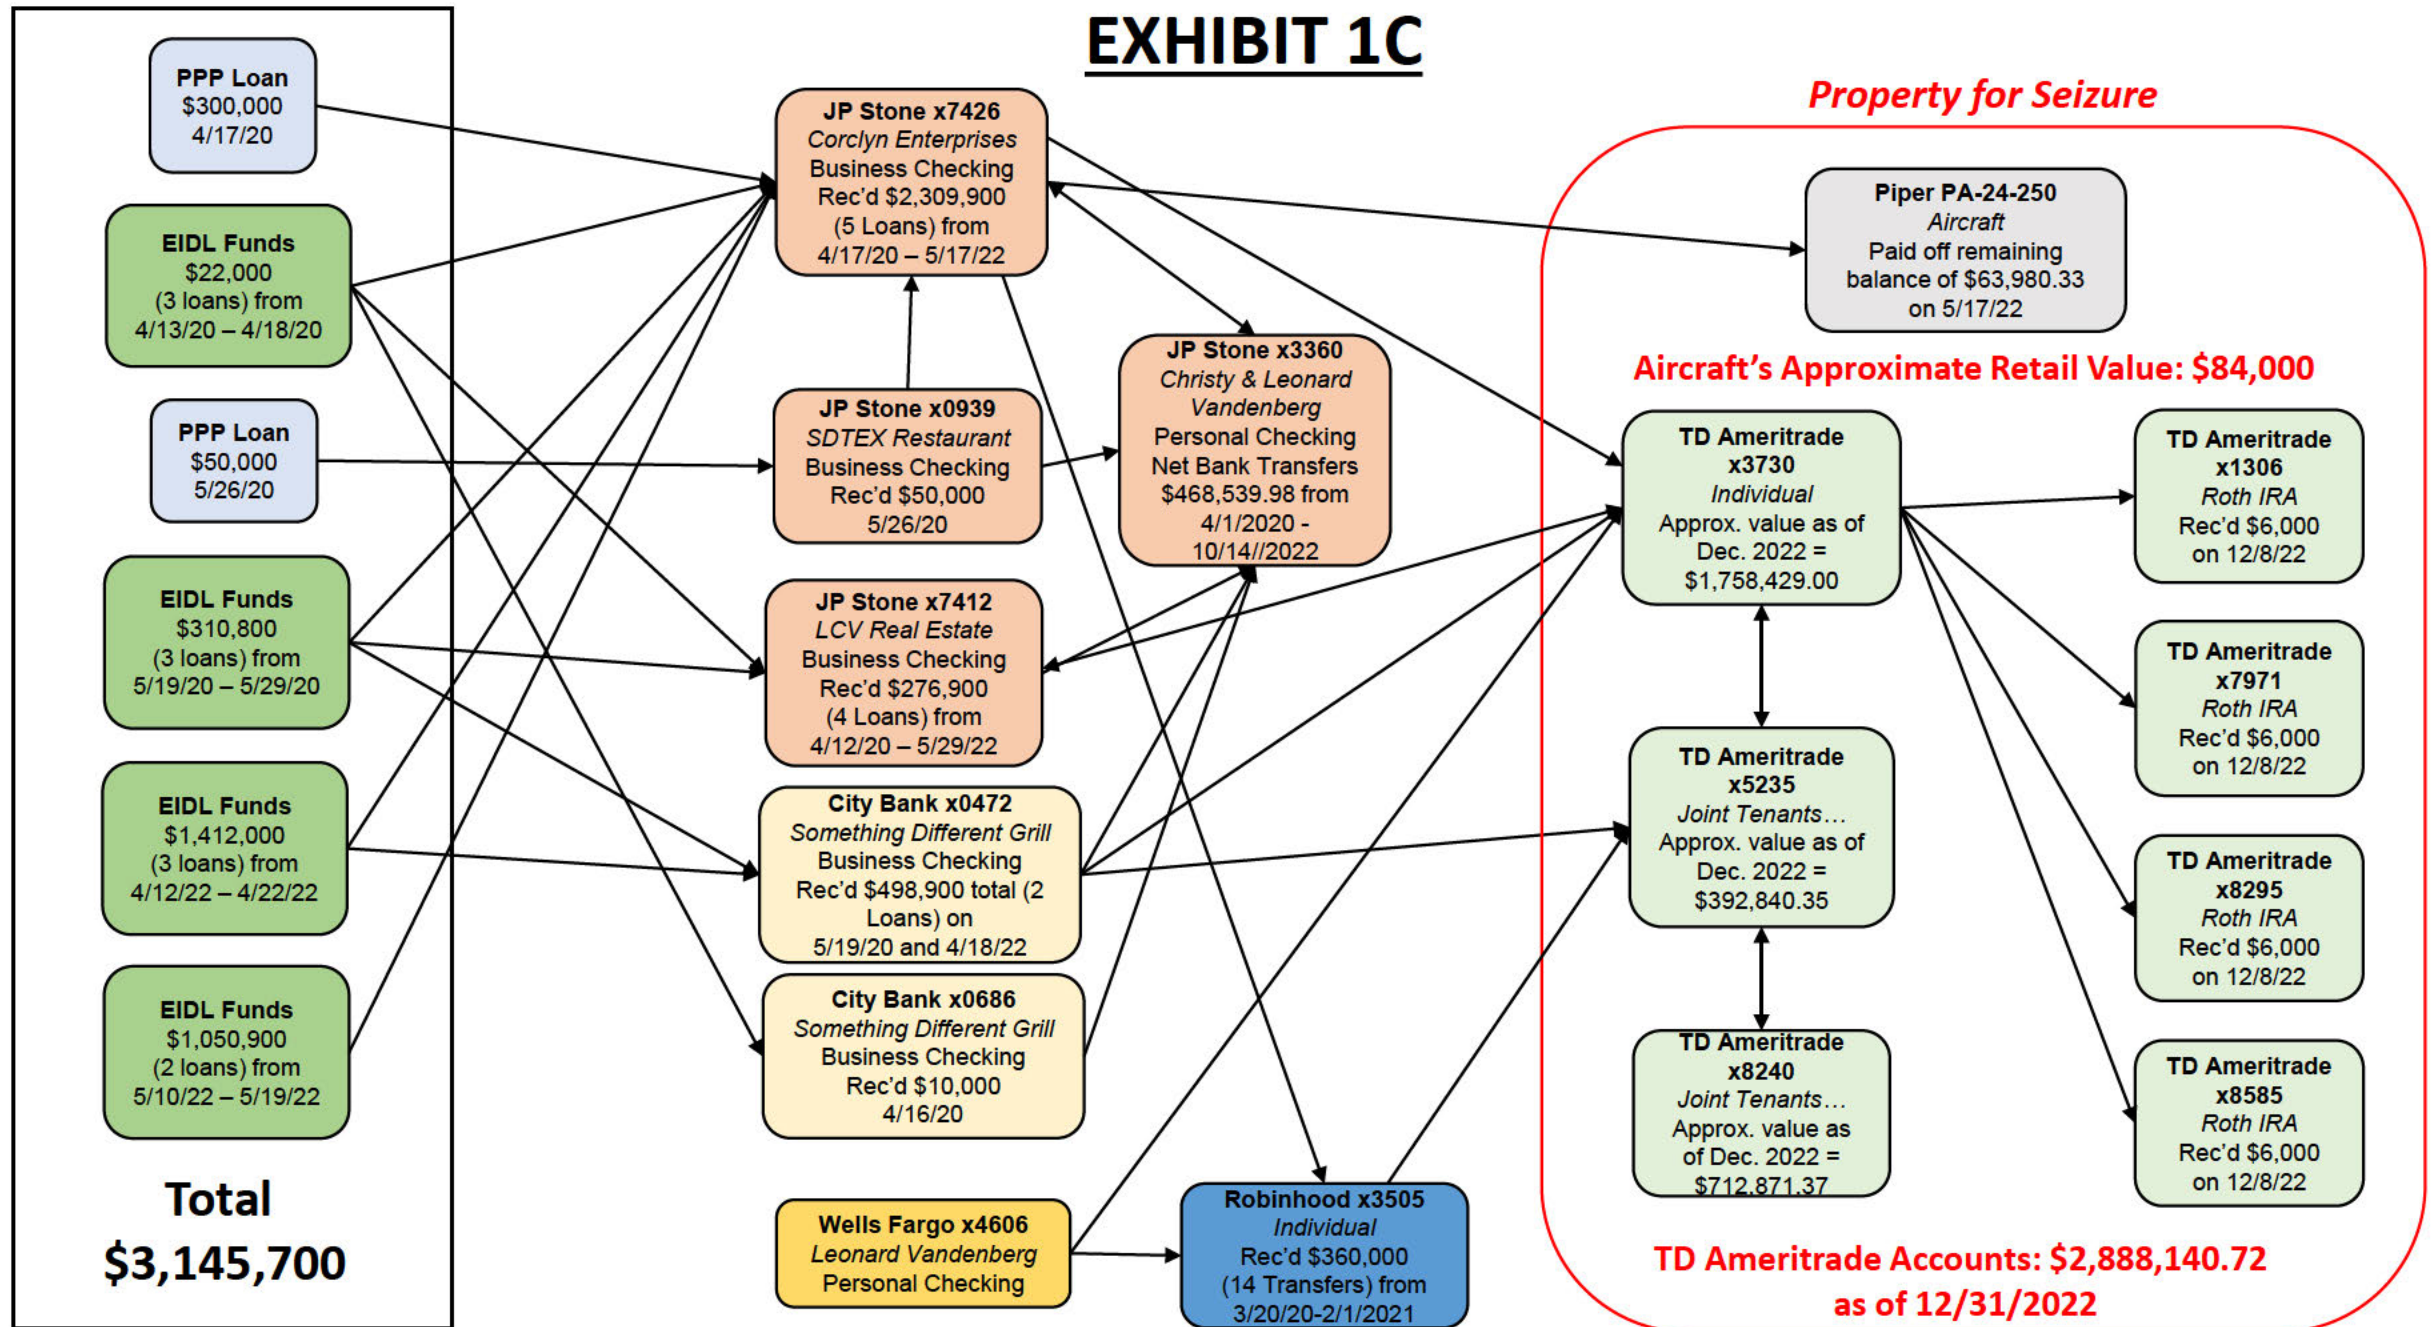 EXHIBIT 1C
PPP Loan
$300,000
4/17/20
EIDL Funds
$22,000
(3 loans) from
4/13/20 – 4/18/20
PPP Loan
$50,000
5/26/20
EIDL Funds
$310,800
(3 loans) from
5/19/20 – 5/29/20
EIDL Funds
$1,412,000
(3 loans) from
4/12/22 – 4/22/22
EIDL Funds
$1,050,900
(2 loans) from
5/10/22 – 5/19/22
Total
$3,145,700
JP Stone x7426
Corclyn Enterprises
Business Checking
Rec’d $2,309,900
(5 Loans) from
4/17/20 – 5/17/22
JP Stone x0939
SDTEX Restaurant
Business Checking
Rec’d $50,000
5/26/20
JP Stone x7412
LCV Real Estate
Business Checking
Rec’d $276,900
(4 Loans) from
4/12/20 – 5/29/22
City Bank x0472
Something Different Grill
Business Checking
Rec’d $498,900 total (2
Loans) on
5/19/20 and 4/18/22
City Bank x0686
Something Different Grill
Business Checking
Rec’d $10,000
4/16/20
Wells Fargo x4606
Leonard Vandenberg
Personal Checking
JP Stone x3360
Christy & Leonard
Vandenberg
Personal Checking
Net Bank Transfers
$468,539.98 from
4/1/2020 -
10/14//2022
Robinhood x3505
Individual
Rec’d $360,000
(14 Transfers) from
3/20/20-2/1/2021
Property for Seizure
Piper PA-24-250
Aircraft
Paid off remaining
balance of $63,980.33
on 5/17/22
Aircraft’s Approximate Retail Value: $84,000
TD Ameritrade
x3730
Individual
Approx. value as of
Dec. 2022 =
$1,758,429.00
TD Ameritrade
x5235
Joint Tenants…
Approx. value as of
Dec. 2022 =
$392,840.35
TD Ameritrade
x8240
Joint Tenants…
Approx. value as
of Dec. 2022 =
$712,871.37
TD Ameritrade
x1306
Roth IRA
Rec’d $6,000
on 12/8/22
TD Ameritrade
x7971
Roth IRA
Rec’d $6,000
on 12/8/22
TD Ameritrade
x8295
Roth IRA
Rec’d $6,000
on 12/8/22
TD Ameritrade
x8585
Roth IRA
Rec’d $6,000
on 12/8/22
TD Ameritrade Accounts: $2,888,140.72
as of 12/31/2022